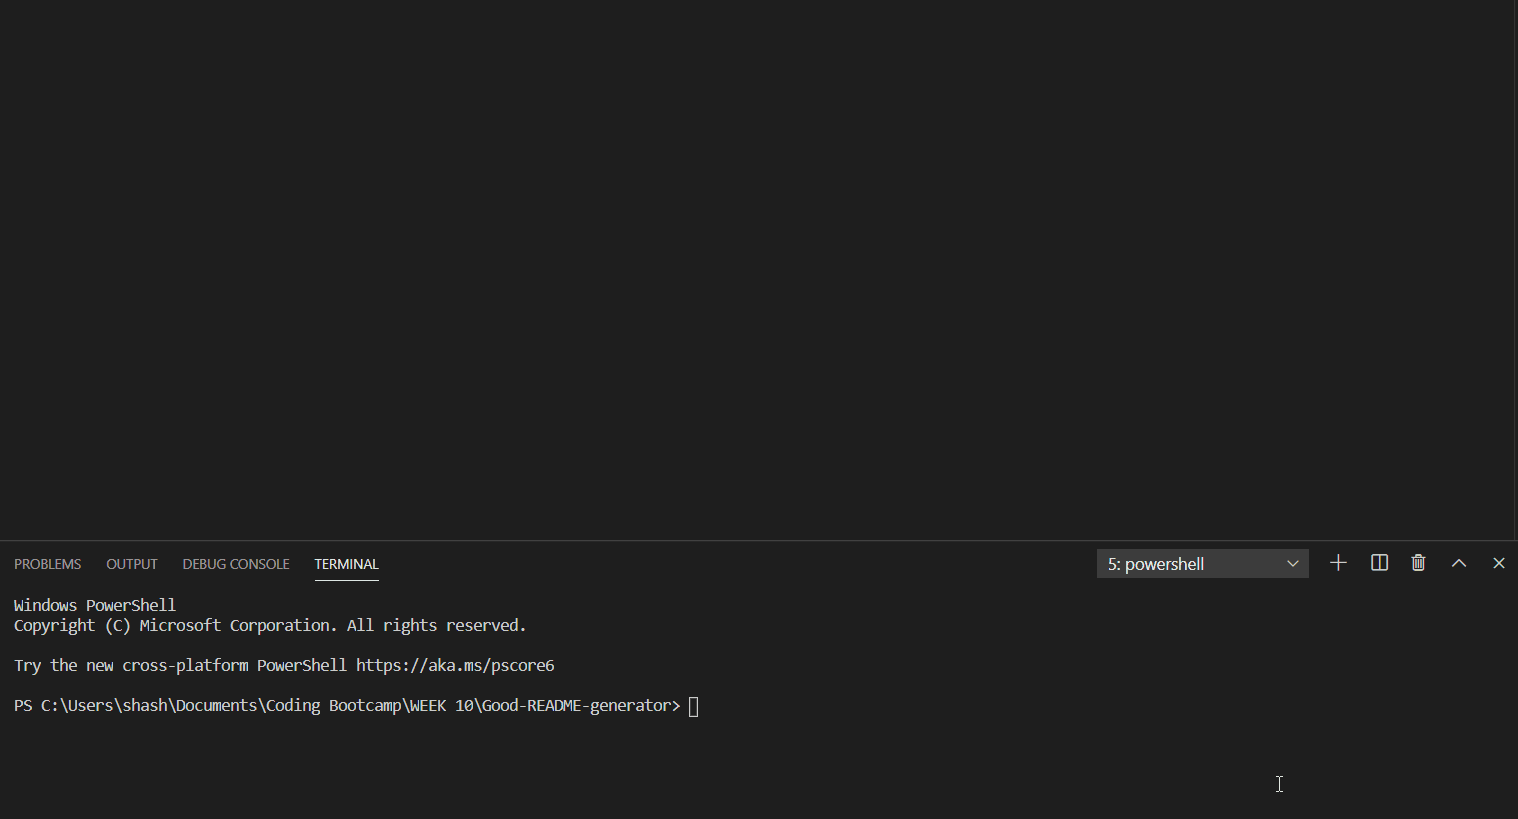 PROBLEMS OUTPUT DEBUG CONSOLE TERMINAL 5: powershell
Windows PowerShell
Copyright (C) Microsoft Corporation. All rights reserved.
Try the new cross-platform PowerShell https://aka.ms/pscore6
PS C:\Users\shash\Documents\Coding Bootcamp\WEEK 10\Good-README-generator>